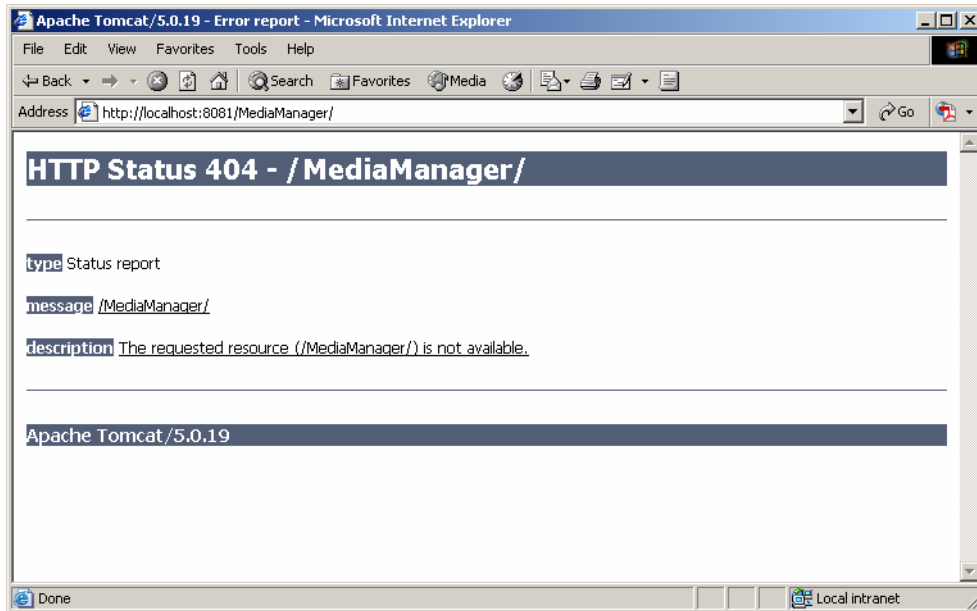 Apache Tomcat/5.0.19 - Error report - Microsoft Internet Explorer
File Edit View Favorites Tools Help
Back Search Favorites Media
Address http://localhost:8081/MediaManager/ Go
HTTP Status 404 - /MediaManager/
type Status report
message /MediaManager/
description The requested resource (/MediaManager/) is not available.
Apache Tomcat/5.0.19
Done Local intranet